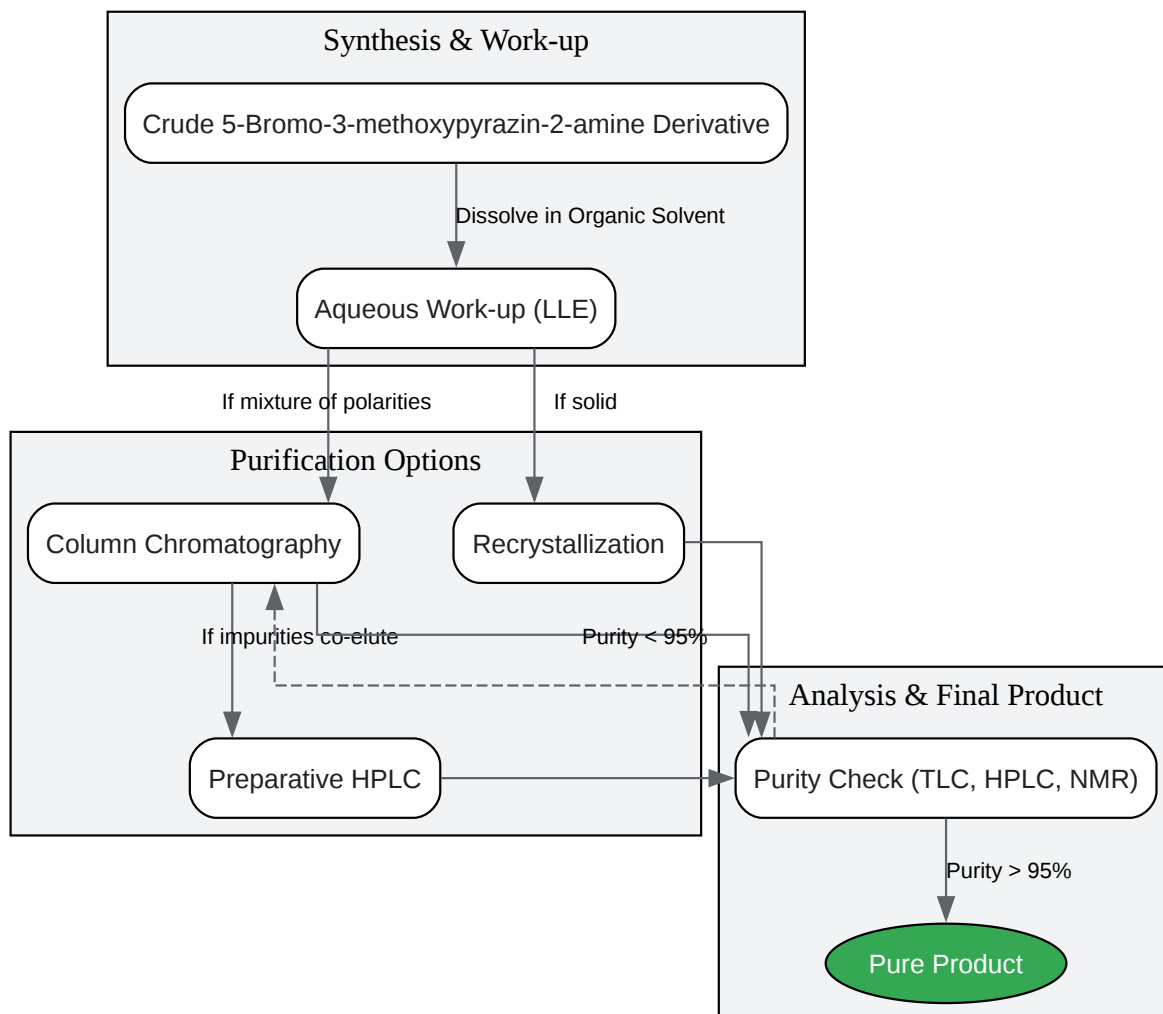 Synthesis & Work-up
Crude 5-Bromo-3-methoxypyrazin-2-amine Derivative
Dissolve in Organic Solvent
Aqueous Work-up (LLE)
If mixture of polarities
If solid
Purification Options
Column Chromatography
Recrystallization
If impurities co-elute
Purity < 95%
Analysis & Final Product
Preparative HPLC
Purity Check (TLC, HPLC, NMR)
Purity > 95%
Pure Product